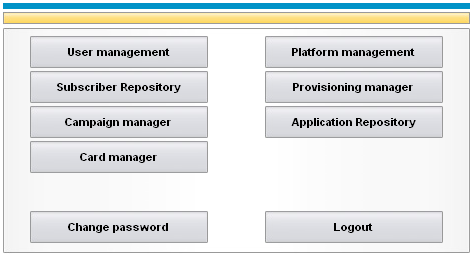 User management
Platform management
Subscriber Repository
Provisioning manager
Campaign manager
Application Repository
Card manager
Change password
Logout